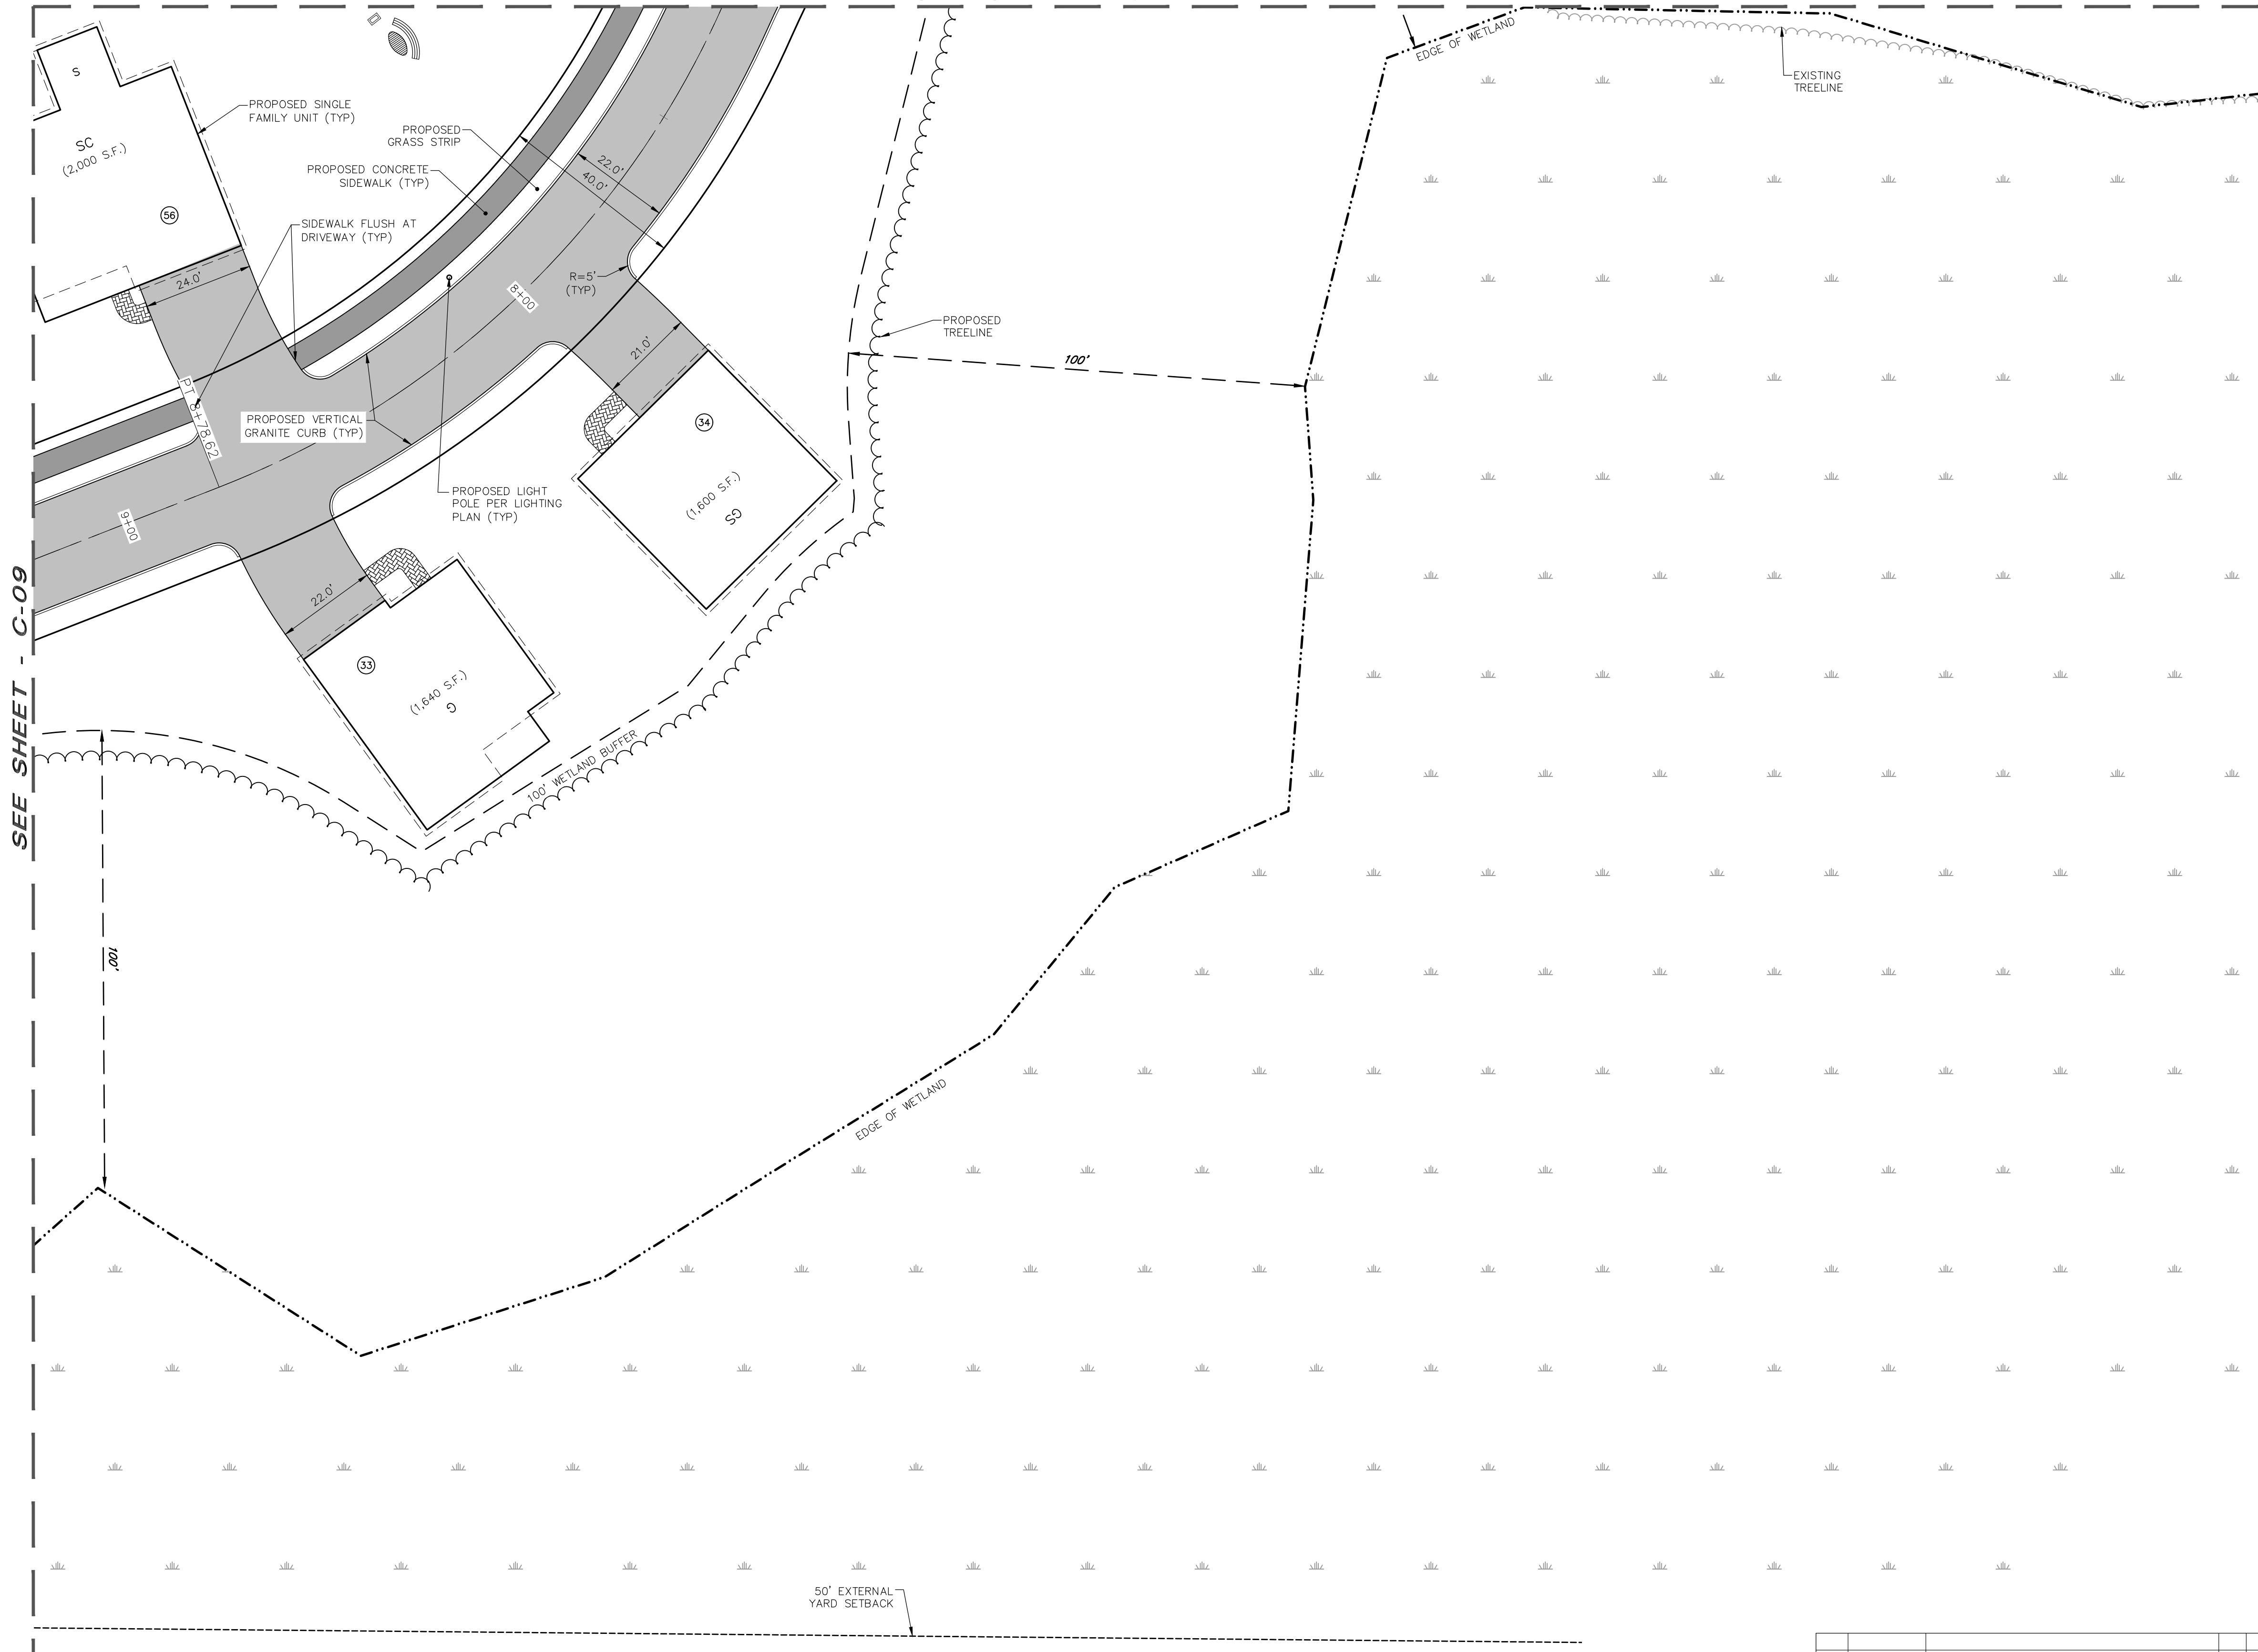 EDGE OF WETLAND
EXISTING
TREELINE
S
SC
(2,000 S.F.)
56
PROPOSED SINGLE
FAMILY UNIT (TYP)
PROPOSED
GRASS STRIP
PROPOSED CONCRETE
SIDEWALK (TYP)
22.0'
40.0'
SIDEWALK FLUSH AT
DRIVEWAY (TYP)
24.0'
R=5'
(TYP)
8+00
PROPOSED
TREELINE
21.0'
100'
PT 8+78.62
PROPOSED VERTICAL
GRANITE CURB (TYP)
34
(1,600 S.F.)
GS
PROPOSED LIGHT
POLE PER LIGHTING
PLAN (TYP)
9+00
22.0'
33
(1,640 S.F.)
G
SEE SHEET - C-09
100' WETLAND BUFFER
100'
EDGE OF WETLAND
50' EXTERNAL
YARD SETBACK